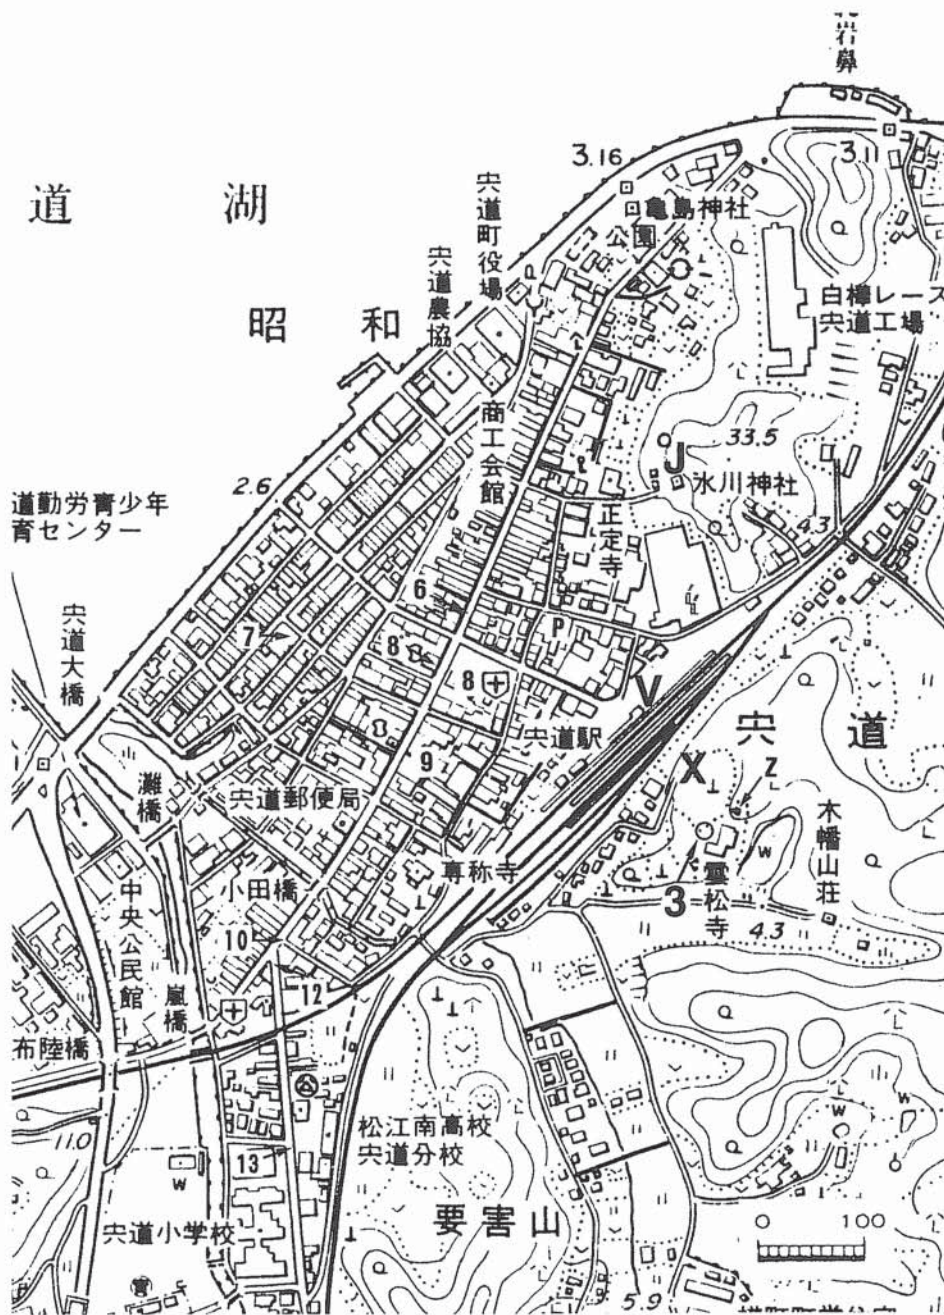 岩鼻
3.16
3.11
道 湖
宍道町役場
亀島神社
公園
宍道農協
昭 和
白樺レース
宍道工場
商工会館
33.5
J
氷川神社
2.6
正定寺
4.3
道勤労青少年
育センター
宍道大橋
6
7
8
P
8
V
宍道駅
宍 道
X
Z
9
灘橋
宍道郵便局
木幡山荘
W
専称寺
雲松寺
3
4.3
小田橋
中央公民館
10
12
嵐橋
布陸橋
11.0
松江南高校
宍道分校
13
W
W
W
宍道小学校
要害山
0 100
5.9